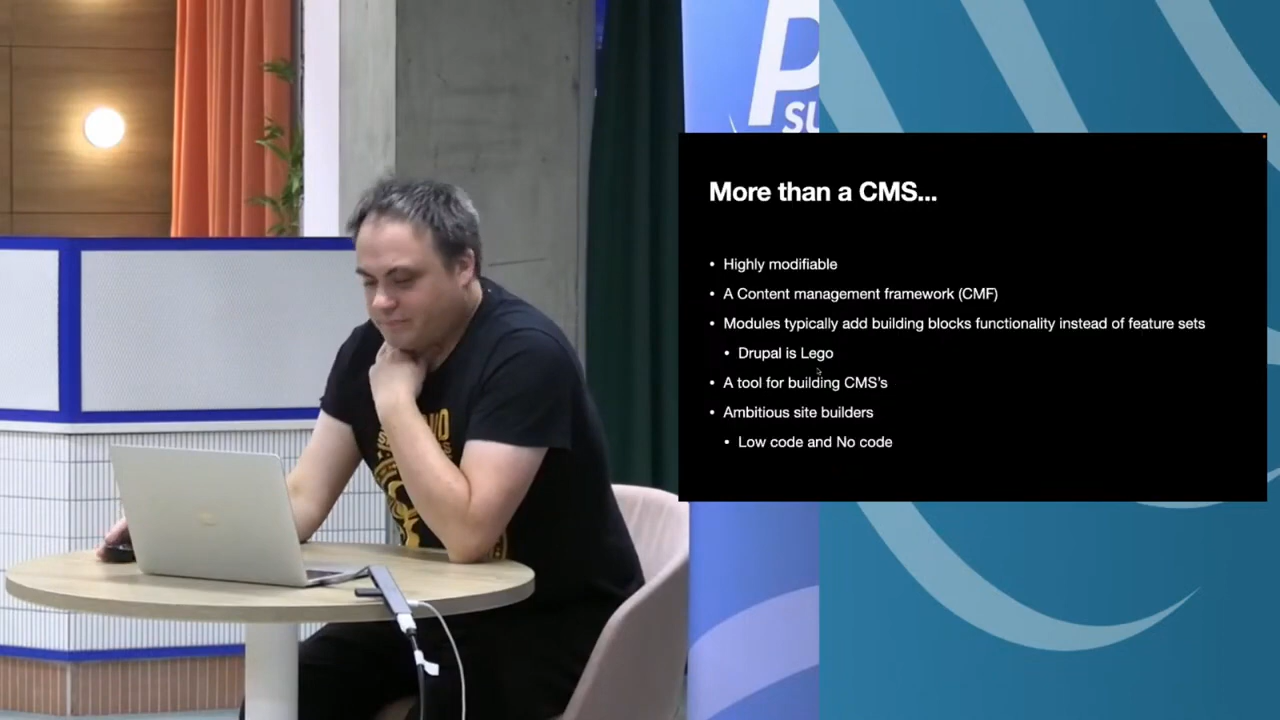 More than a CMS...
• Highly modifiable
• A Content management framework (CMF)
• Modules typically add building blocks functionality instead of feature sets
• Drupal is Lego
• A tool for building CMS's
• Ambitious site builders
• Low code and No code